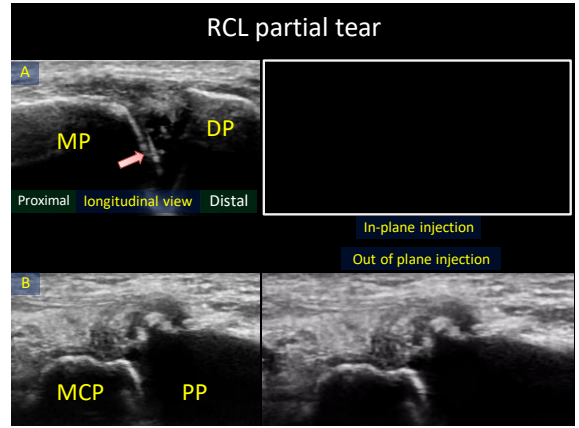 RCL partial tear
A
MP
DP
Proximal longitudinal view Distal
In-plane injection
Out of plane injection
B
MCP
PP